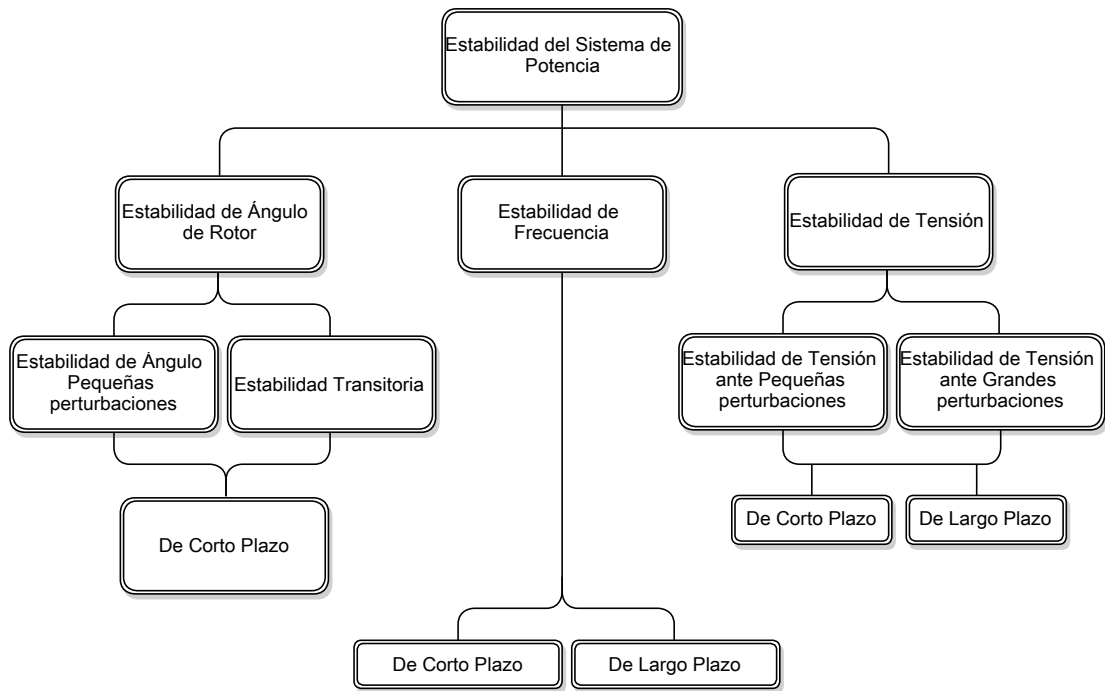 Estabilidad del Sistema de
Potencia
Estabilidad de Ángulo
de Rotor
Estabilidad de
Frecuencia
Estabilidad de Tensión
Estabilidad de Ángulo
Pequeñas
perturbaciones
Estabilidad Transitoria
Estabilidad de Tensión
ante Pequeñas
perturbaciones
Estabilidad de Tensión
ante Grandes
perturbaciones
De Corto Plazo
De Corto Plazo
De Largo Plazo
De Corto Plazo
De Largo Plazo